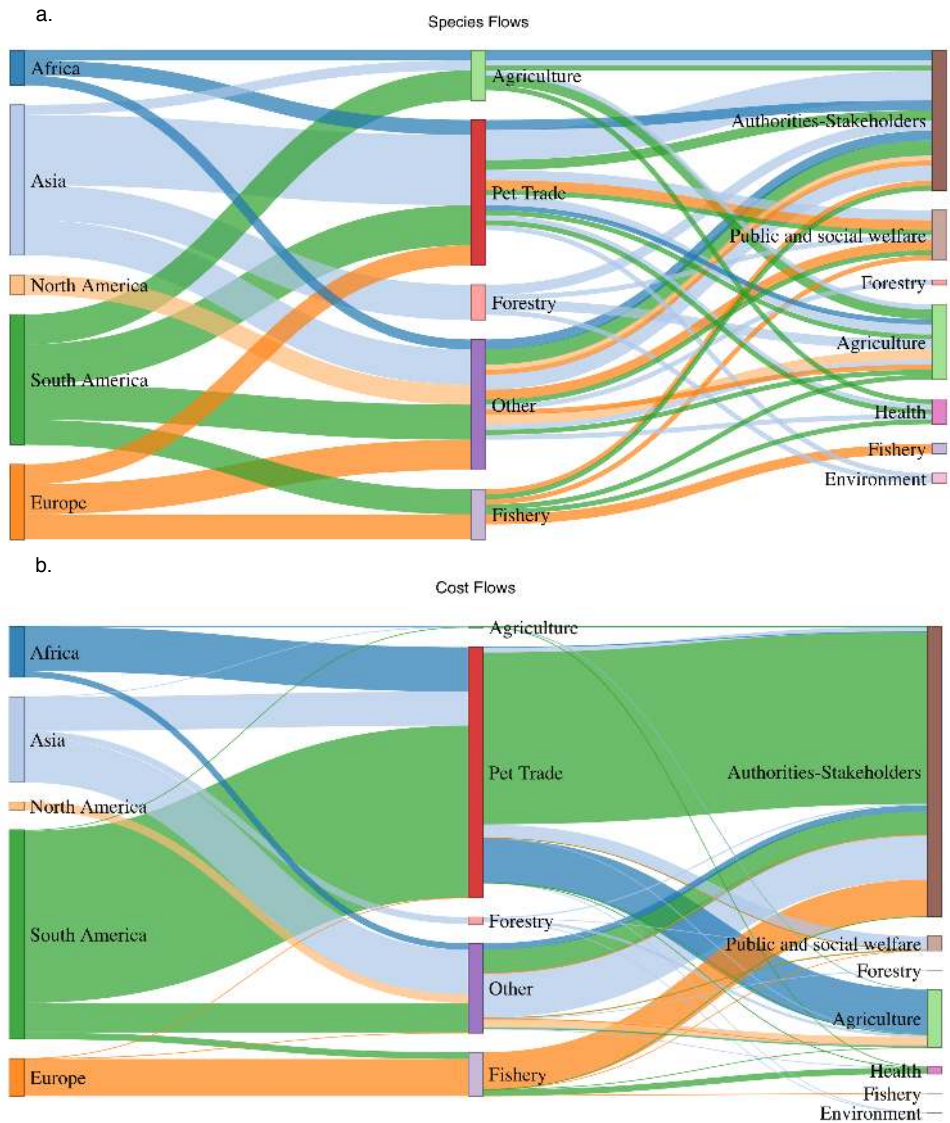 a.
Species Flows
Africa
Asia
North America
South America
Europe
Agriculture
Pet Trade
Forestry
Other
Fishery
Authorities-Stakeholders
Public and social welfare
Forestry
Agriculture
Health
Fishery
Environment
b.
Cost Flows
Africa
Asia
North America
South America
Europe
Agriculture
Pet Trade
Forestry
Other
Fishery
Authorities-Stakeholders
Public and social welfare
Forestry
Agriculture
Health
Fishery
Environment